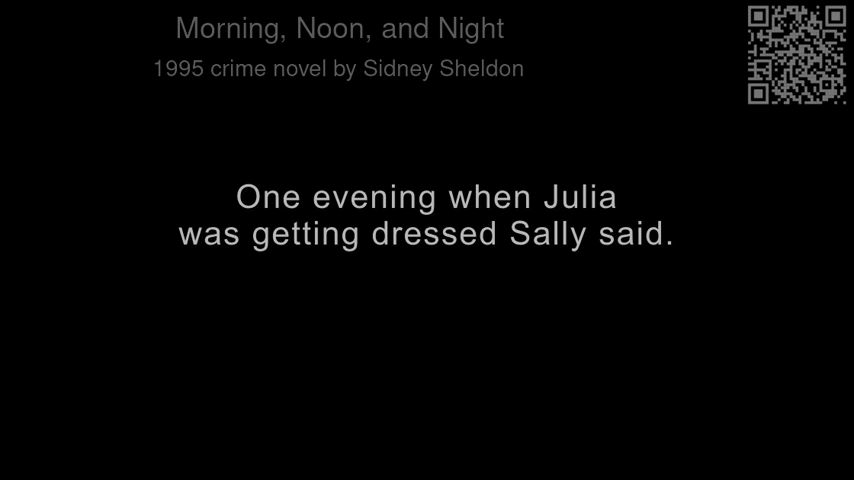 Morning, Noon, and Night
1995 crime novel by Sidney Sheldon
One evening when Julia
was getting dressed Sally said.